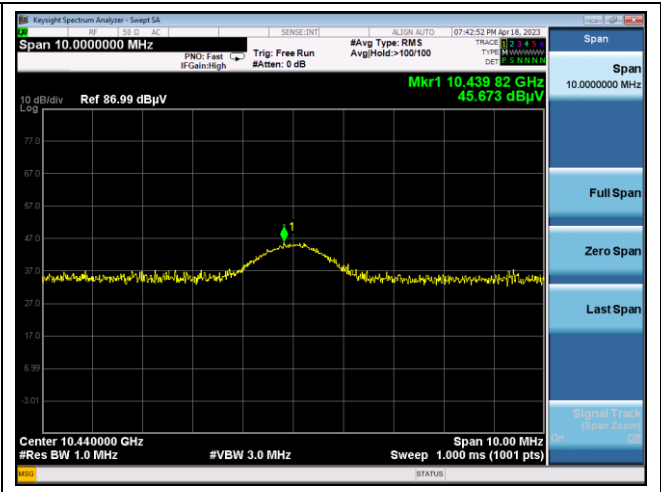 Keysight Spectrum Analyzer - Swept SA
RF 50 Ω AC SENSE:INT ALIGN AUTO 07:42:52 PM Apr 18, 2023
Span 10.0000000 MHz
PNO: Fast
IFGain:High
Trig: Free Run
#Atten: 0 dB
#Avg Type: RMS
Avg|Hold:>100/100
TRACE 1 2 3 4 5 6
TYPE M WWWWW
DET P S N N N N
Mkr1 10.439 82 GHz
45.673 dBµV
10 dB/div Ref 86.99 dBµV
Log
77.0
67.0
57.0
47.0
37.0
27.0
17.0
6.99
-3.01
1
Center 10.440000 GHz Span 10.00 MHz
#Res BW 1.0 MHz #VBW 3.0 MHz Sweep 1.000 ms (1001 pts)
MSG STATUS
Span
Span
10.0000000 MHz
Full Span
Zero Span
Last Span
Signal Track
(Span Zoom)
On Off